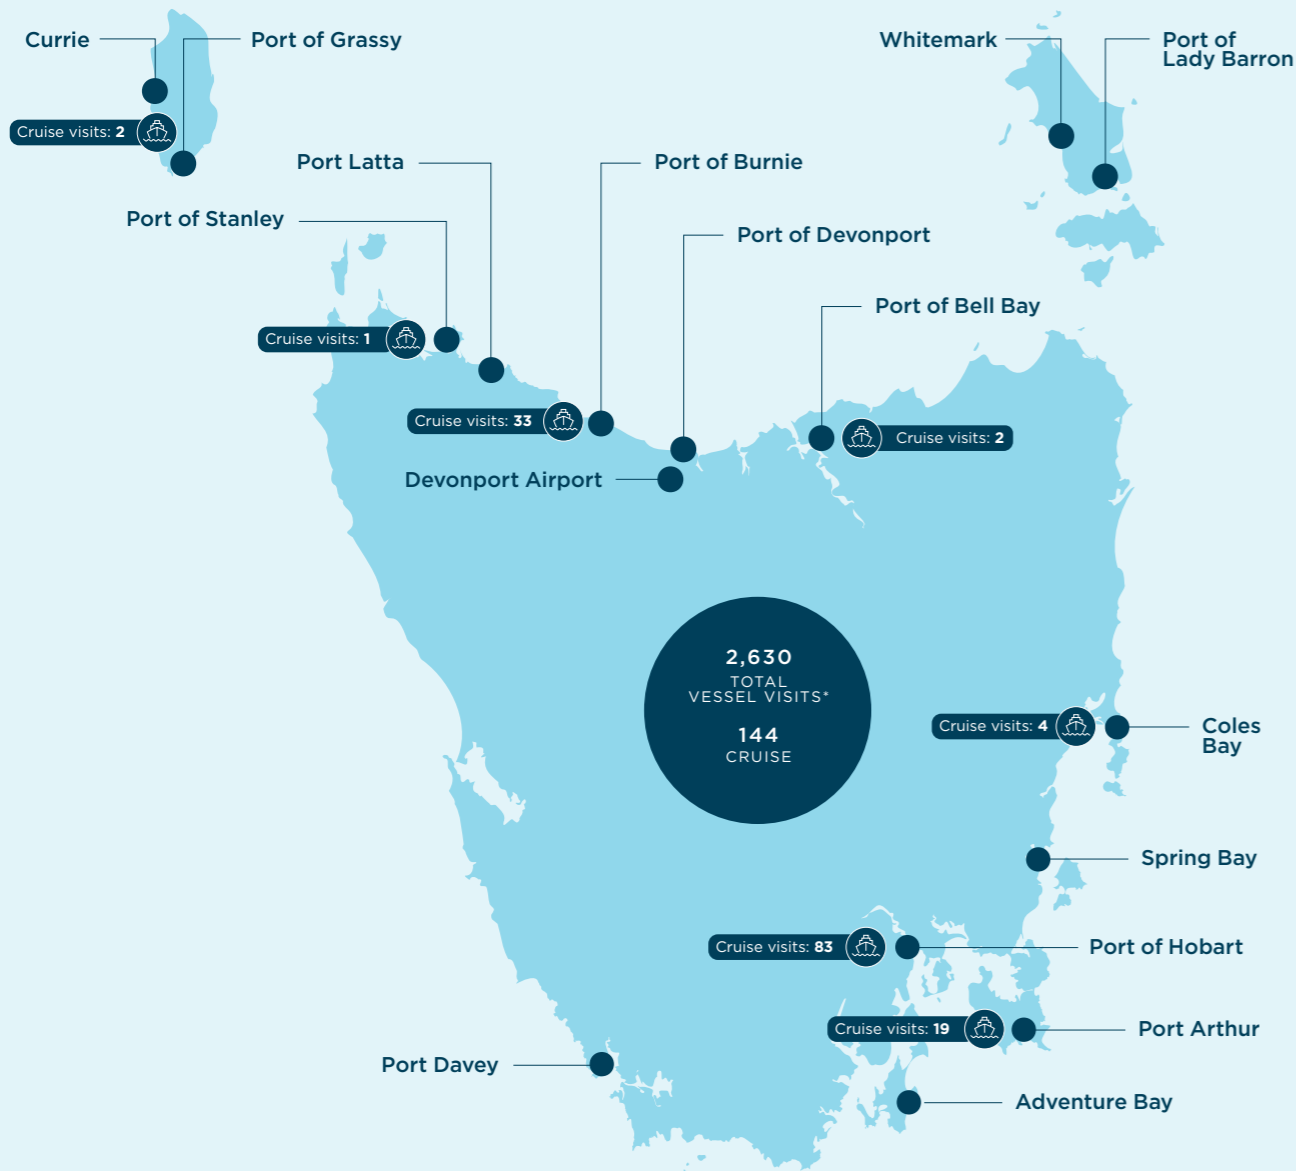 Currie
Port of Grassy
Whitemark
Port of
Lady Barron
Cruise visits: 2
Port Latta
Port of Burnie
Port of Stanley
Port of Devonport
Port of Bell Bay
Cruise visits: 1
Cruise visits: 33
Cruise visits: 2
Devonport Airport
2,630
TOTAL
VESSEL VISITS*
144
CRUISE
Cruise visits: 4
Coles
Bay
Spring Bay
Cruise visits: 83
Port of Hobart
Cruise visits: 19
Port Arthur
Port Davey
Adventure Bay